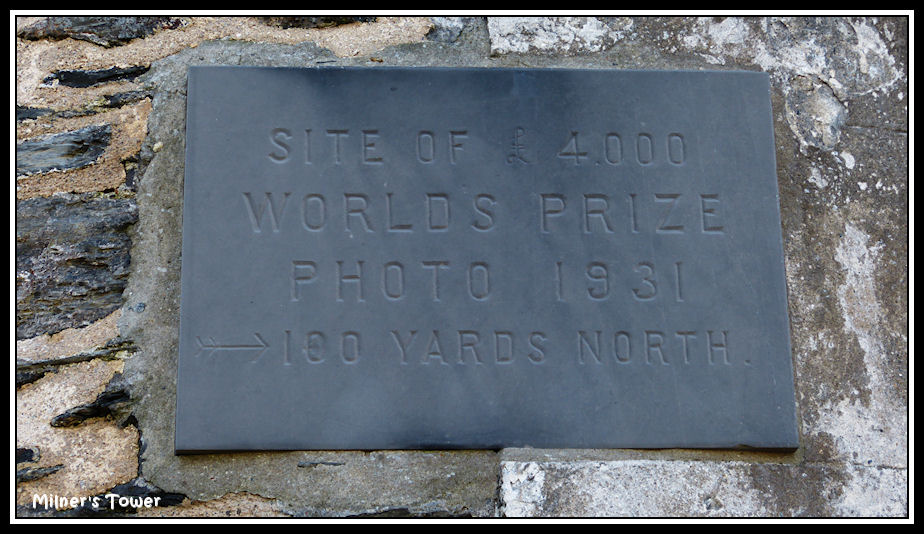 SITE OF £ 4.000
WORLDS PRIZE
PHOTO 1931
100 YARDS NORTH.
Milner's Tower